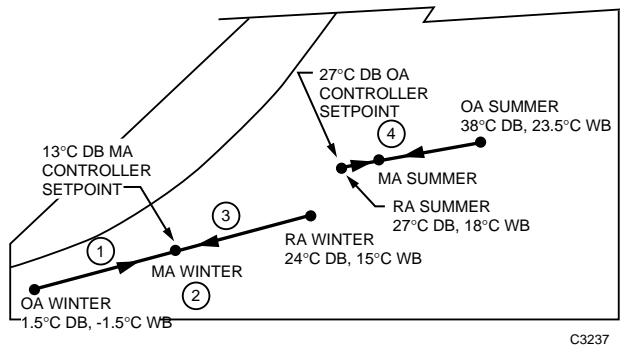 27°C DB OA
CONTROLLER
SETPOINT
OA SUMMER
38°C DB, 23.5°C WB
4
13°C DB MA
CONTROLLER
SETPOINT
MA SUMMER
RA SUMMER
27°C DB, 18°C WB
3
1
RA WINTER
24°C DB, 15°C WB
MA WINTER
2
OA WINTER
1.5°C DB, -1.5°C WB
C3237